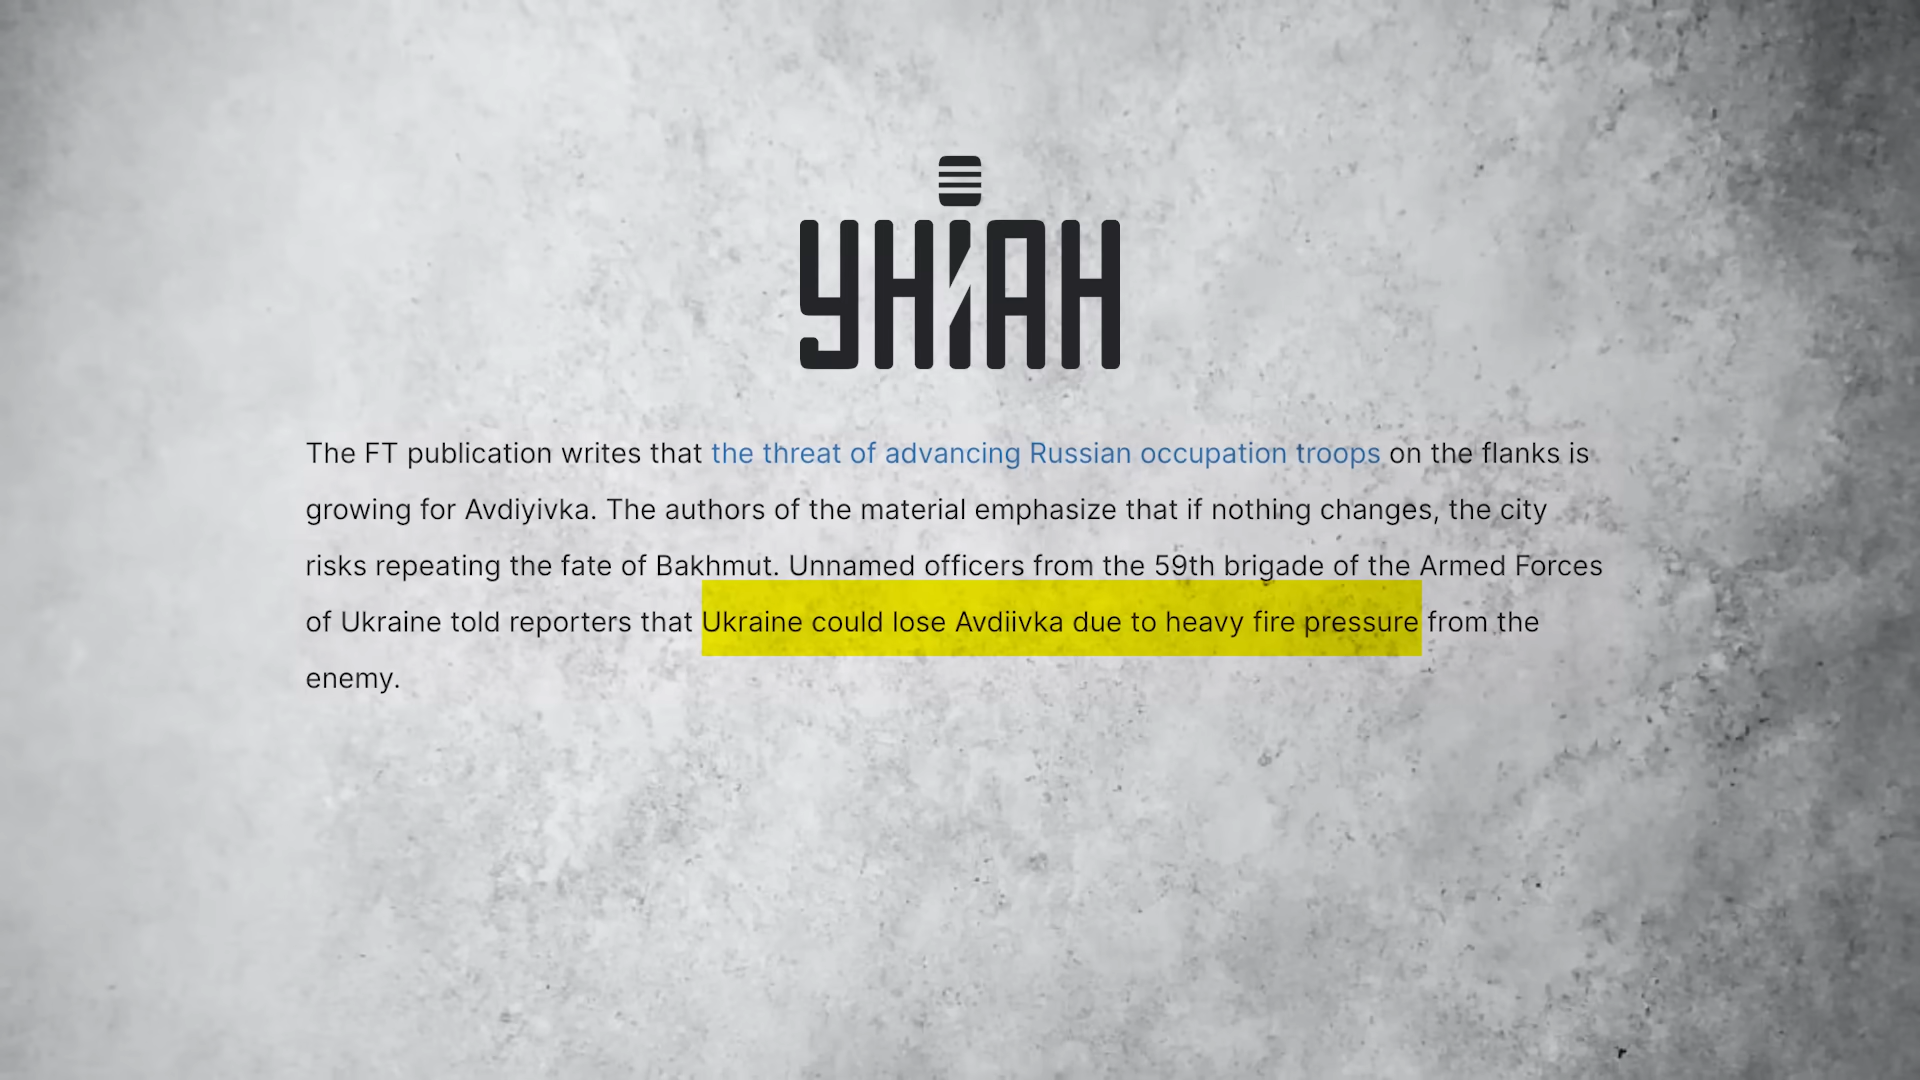 УНІАН
The FT publication writes that the threat of advancing Russian occupation troops on the flanks is
growing for Avdiyivka. The authors of the material emphasize that if nothing changes, the city
risks repeating the fate of Bakhmut. Unnamed officers from the 59th brigade of the Armed Forces
of Ukraine told reporters that Ukraine could lose Avdiivka due to heavy fire pressure from the
enemy.